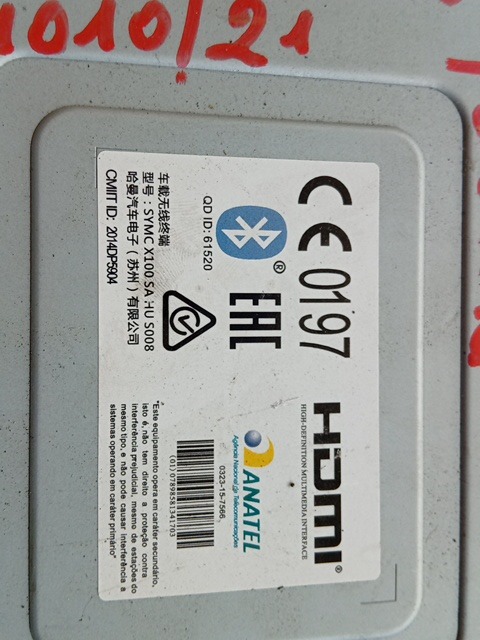 1010/21
CE 0197
HDMI®
HIGH-DEFINITION MULTIMEDIA INTERFACE
®
EAC
QD ID: 61520
ANATEL
Agência Nacional de Telecomunicações
0323-15-7566
(01) 07898581341703
车载无线终端
型号：SYMC X100 SA HU S008
哈曼汽车电子（苏州）有限公司
CMIIT ID: 2014DP5904
"Este equipamento opera em caráter secundário,
isto é, não tem direito a proteção contra
interferência prejudicial, mesmo de estações do
mesmo tipo, e não pode causar interferência a
sistemas operando em caráter primário"